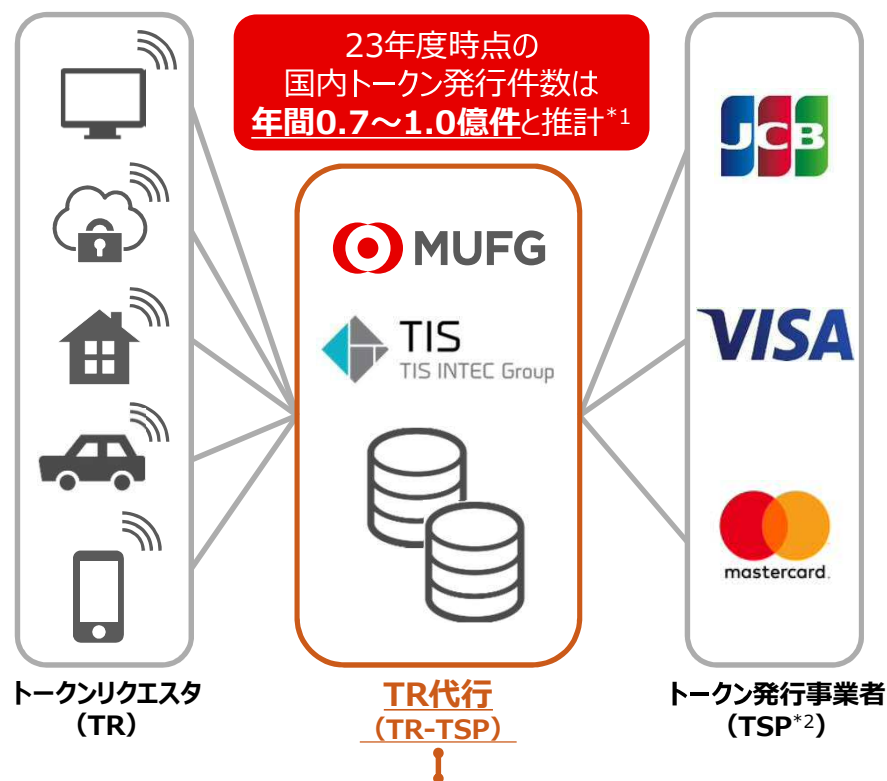 23年度時点の
国内トークン発行件数は
年間0.7～1.0億件と推計*1
JCB
MUFG
VISA
TIS
TIS INTEC Group
mastercard.
トークンリクエスタ
（TR）
TR代行
（TR-TSP）
トークン発行事業者
（TSP*2）